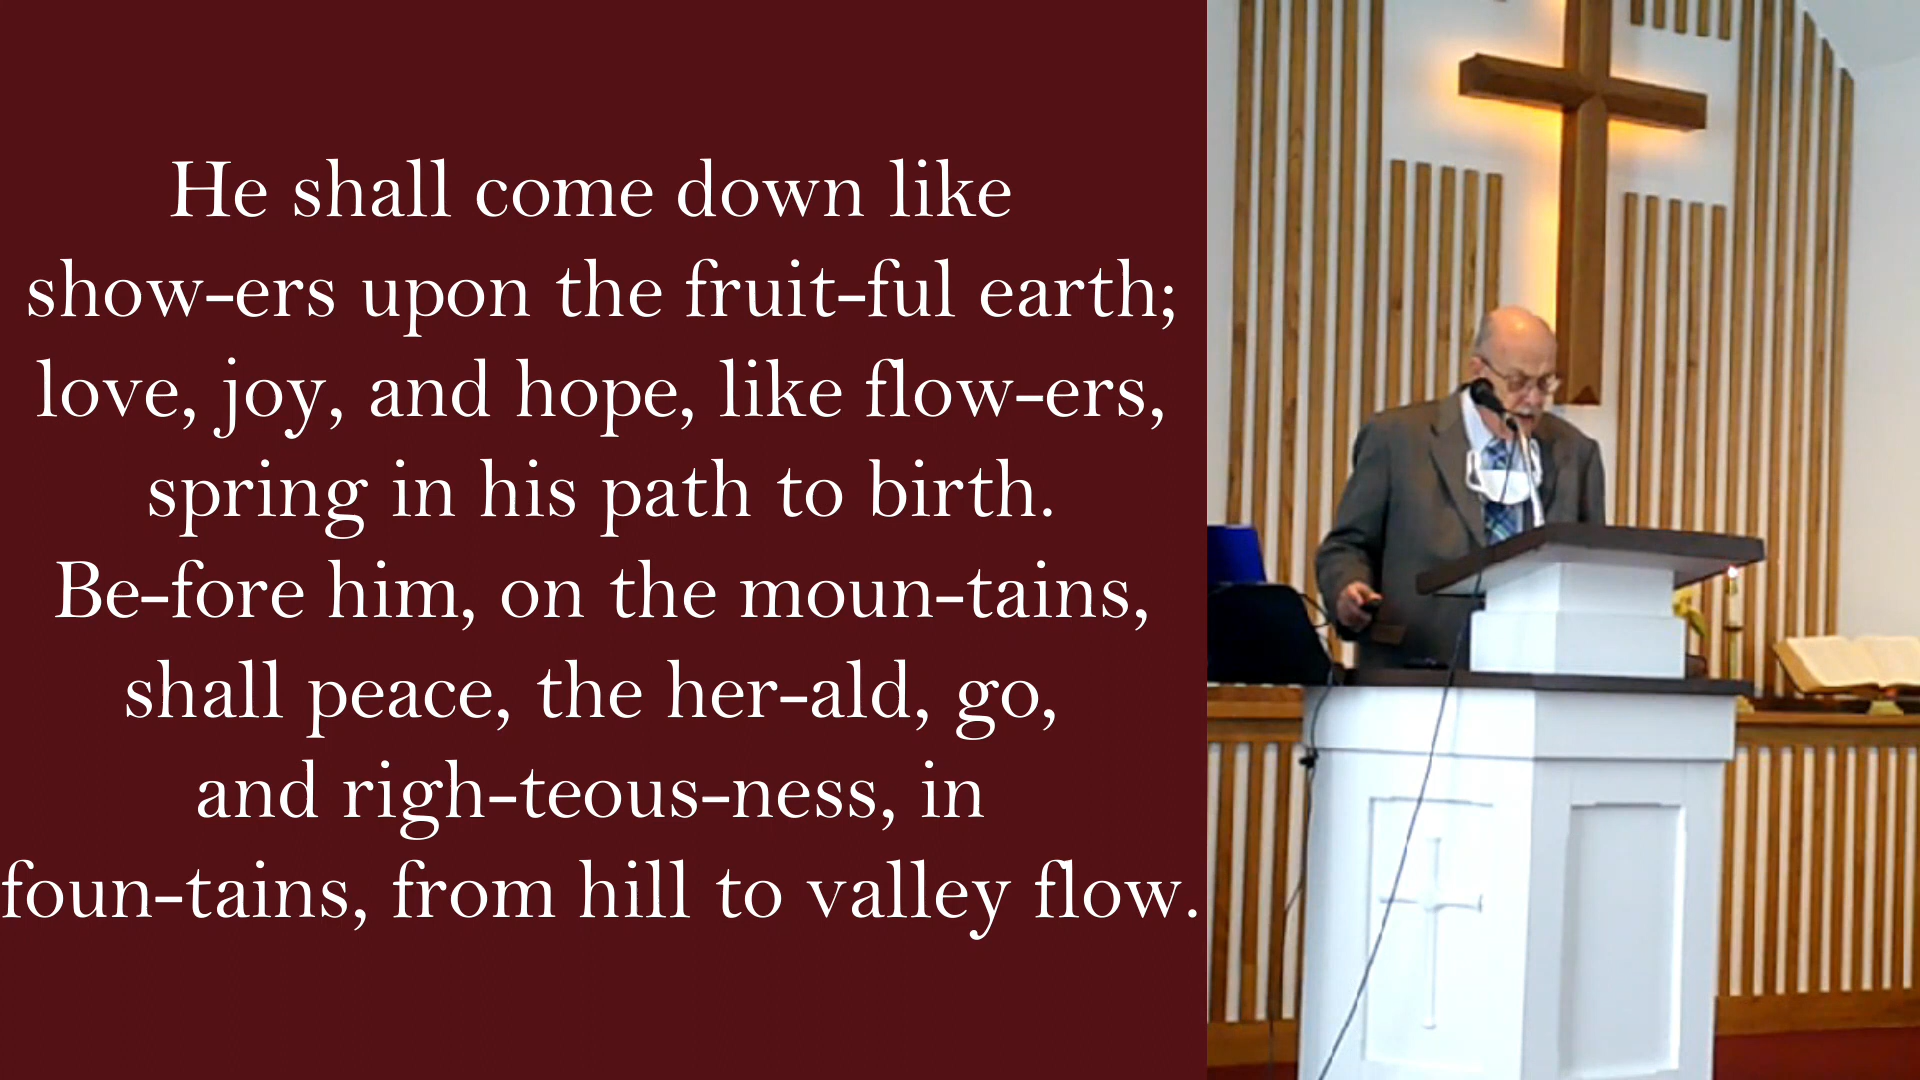 He shall come down like
show-ers upon the fruit-ful earth;
love, joy, and hope, like flow-ers,
spring in his path to birth.
Be-fore him, on the moun-tains,
shall peace, the her-ald, go,
and righ-teous-ness, in
foun-tains, from hill to valley flow.